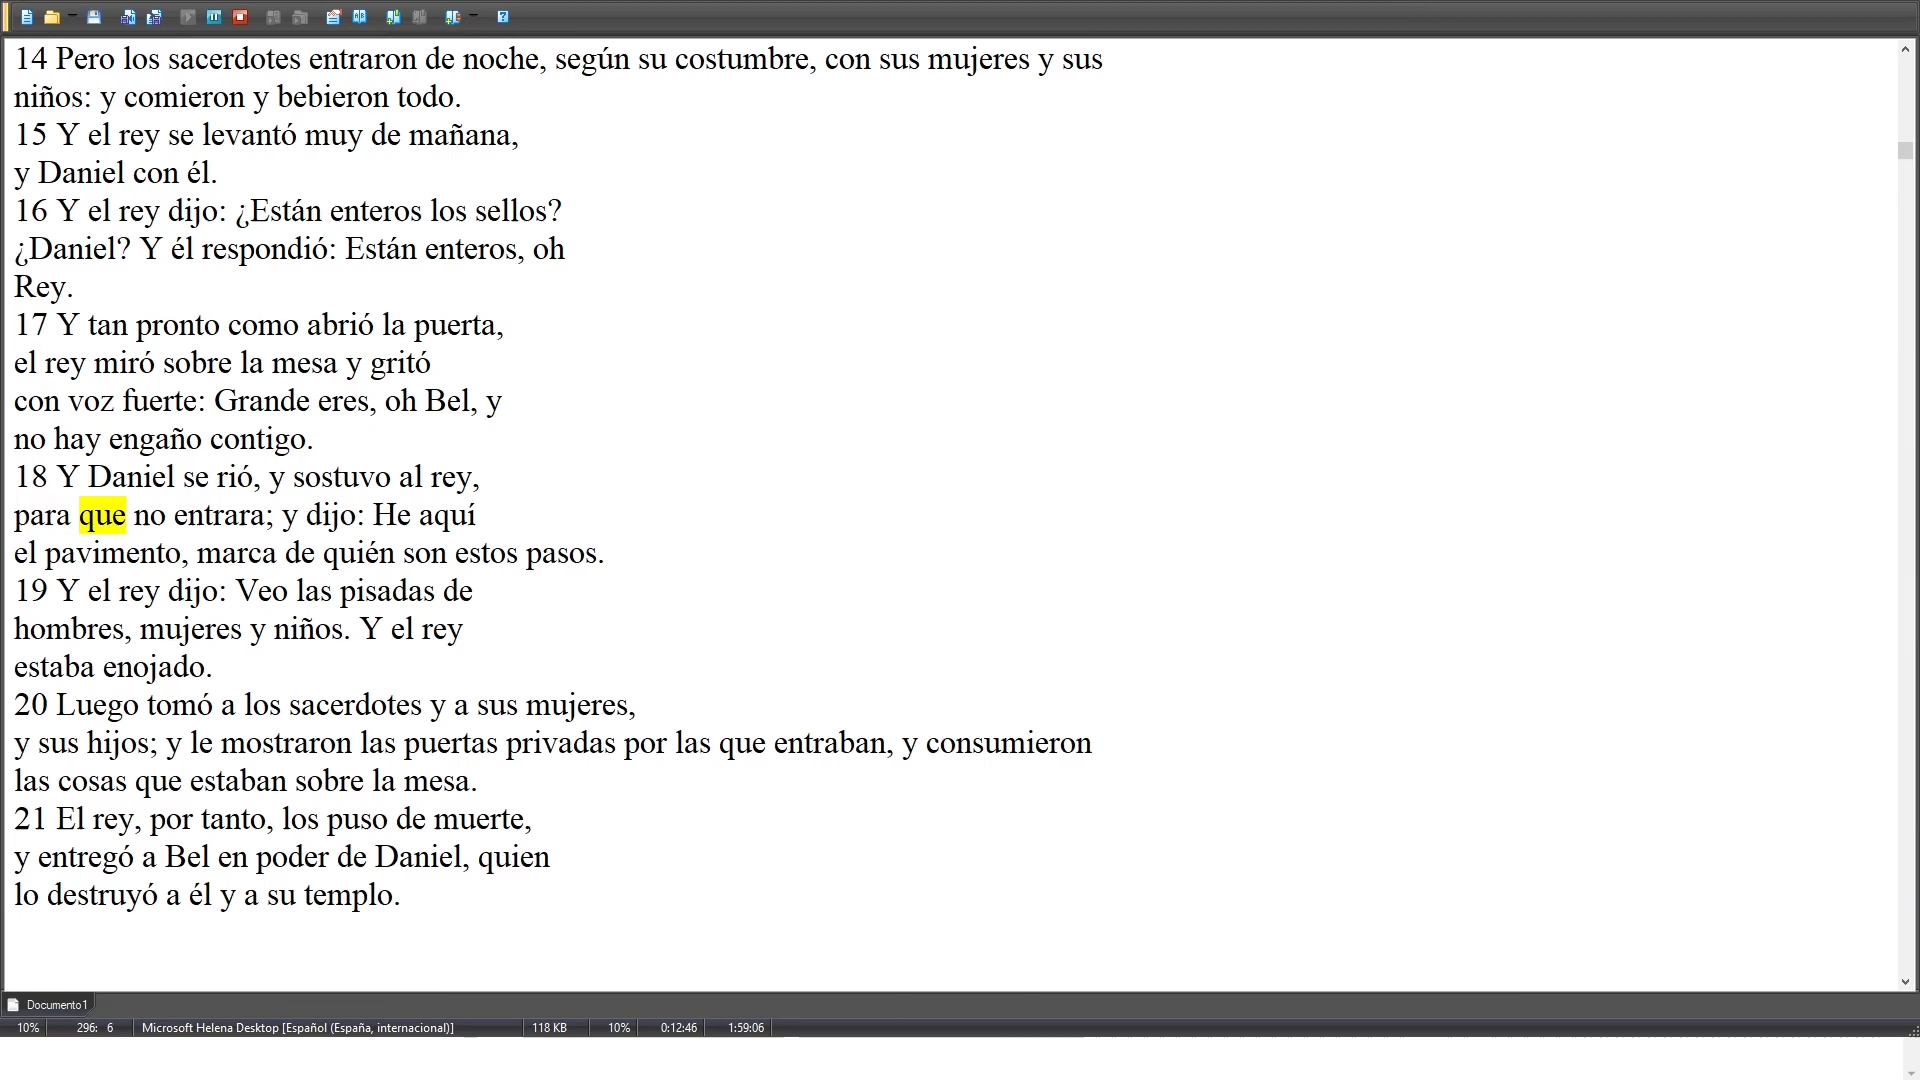 14 Pero los sacerdotes entraron de noche, según su costumbre, con sus mujeres y sus
niños: y comieron y bebieron todo.
15 Y el rey se levantó muy de mañana,
y Daniel con él.
16 Y el rey dijo: ¿Están enteros los sellos?
¿Daniel? Y él respondió: Están enteros, oh
Rey.
17 Y tan pronto como abrió la puerta,
el rey miró sobre la mesa y gritó
con voz fuerte: Grande eres, oh Bel, y
no hay engaño contigo.
18 Y Daniel se rió, y sostuvo al rey,
para que no entrara; y dijo: He aquí
el pavimento, marca de quién son estos pasos.
19 Y el rey dijo: Veo las pisadas de
hombres, mujeres y niños. Y el rey
estaba enojado.
20 Luego tomó a los sacerdotes y a sus mujeres,
y sus hijos; y le mostraron las puertas privadas por las que entraban, y consumieron
las cosas que estaban sobre la mesa.
21 El rey, por tanto, los puso de muerte,
y entregó a Bel en poder de Daniel, quien
lo destruyó a él y a su templo.
Documento1
10% 296: 6 Microsoft Helena Desktop [Español (España, internacional)] 118 KB 10% 0:12:46 1:59:06